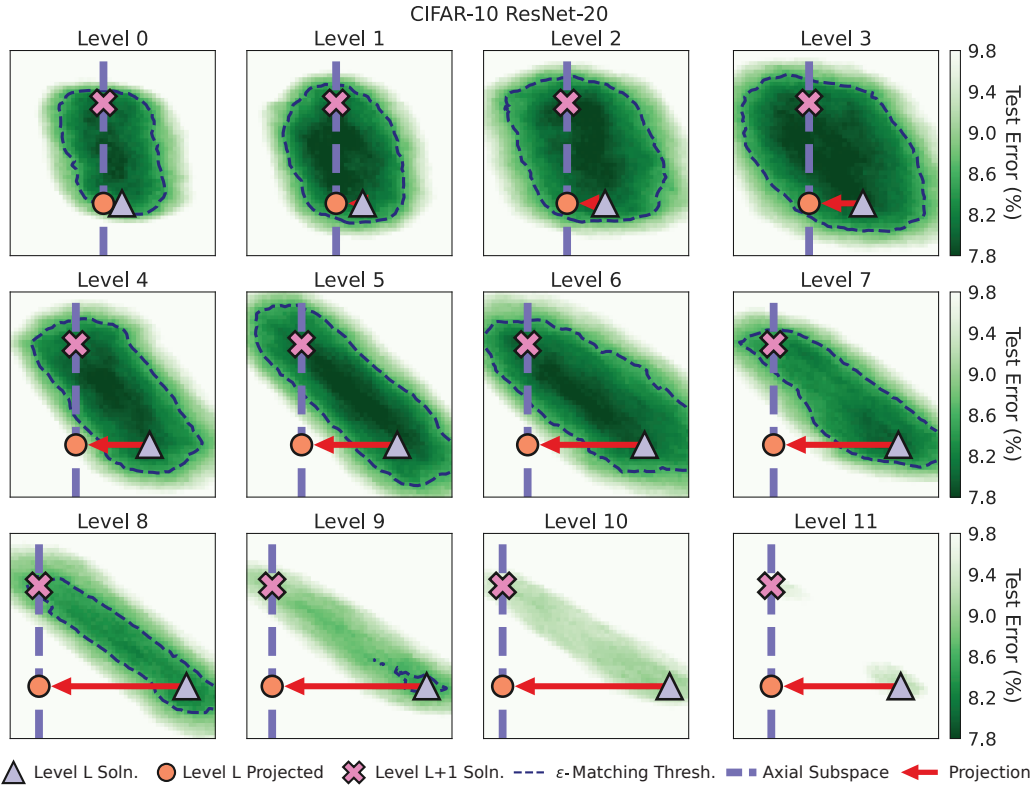 CIFAR-10 ResNet-20
Level 0
Level 1
Level 2
Level 3
9.8
9.4
9.0
8.6
8.2
7.8
Test Error (%)
Level 4
Level 5
Level 6
Level 7
9.8
9.4
9.0
8.6
8.2
7.8
Test Error (%)
Level 8
Level 9
Level 10
Level 11
9.8
9.4
9.0
8.6
8.2
7.8
Test Error (%)
Level L Soln.
Level L Projected
Level L+1 Soln.
ε-Matching Thresh.
Axial Subspace
Projection